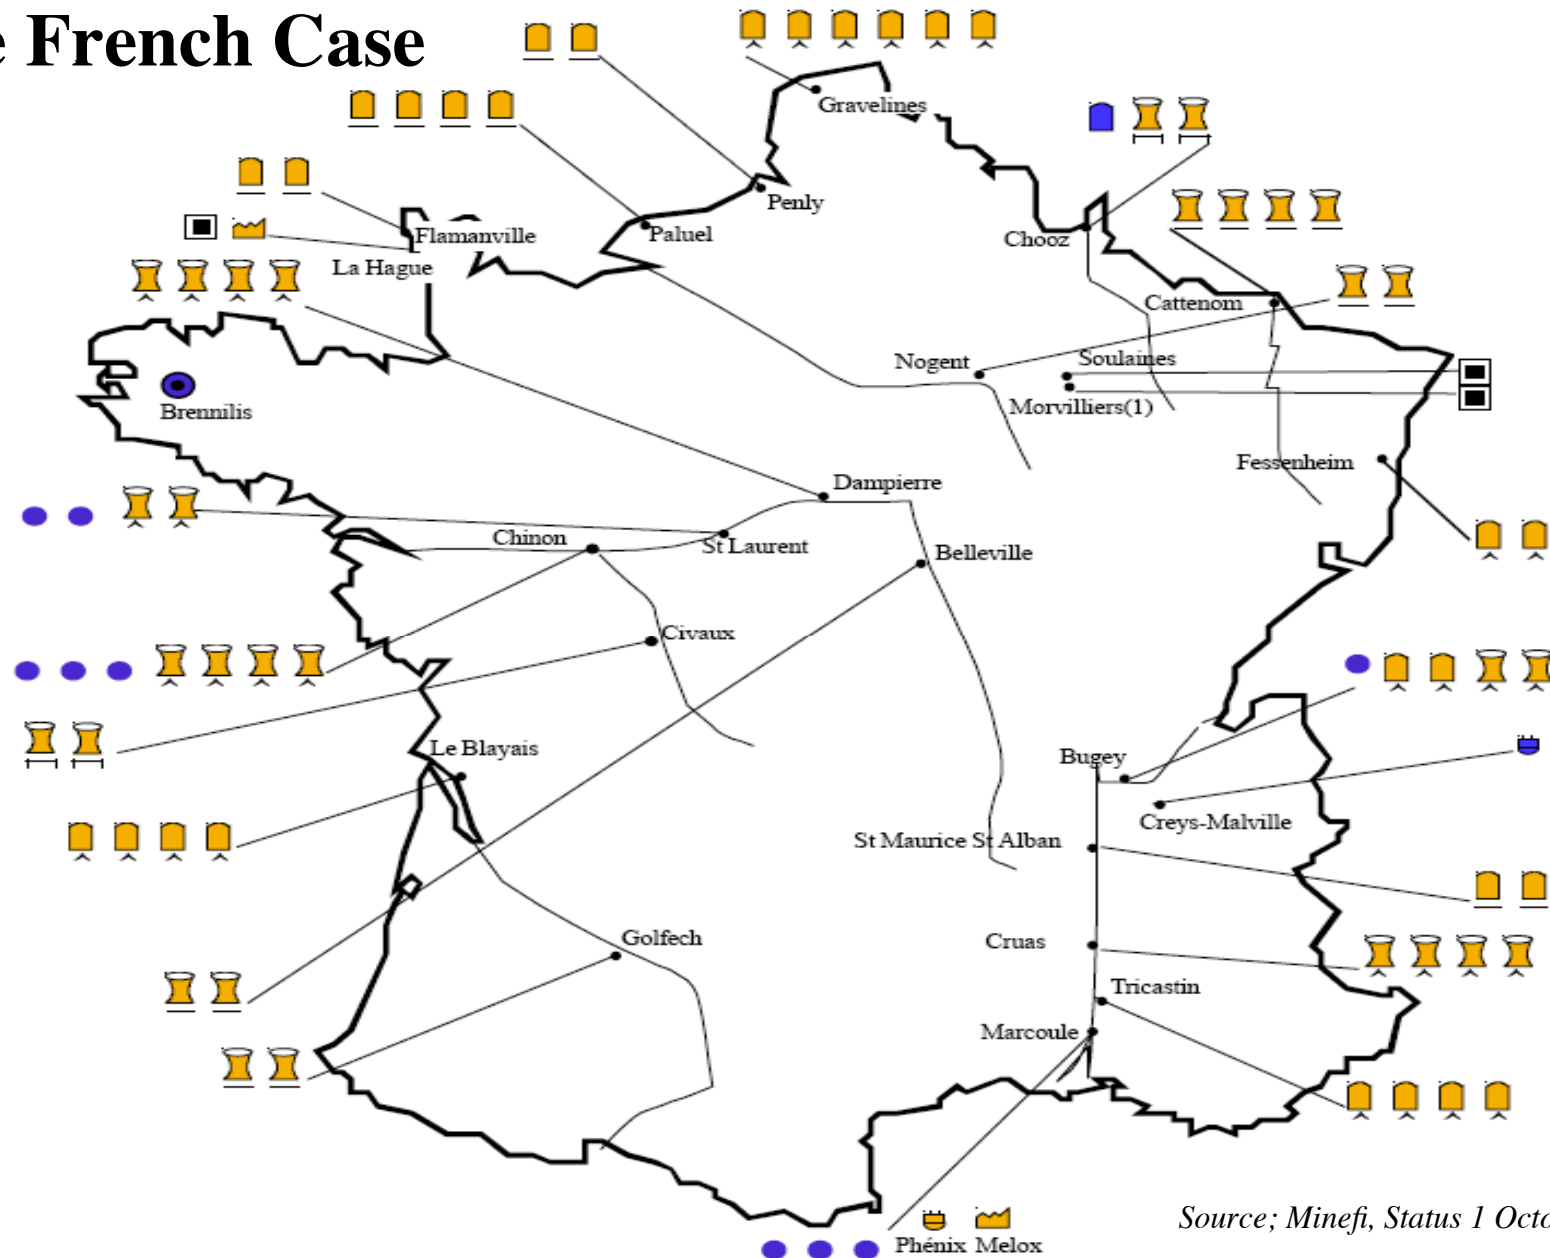 e French Case
Gravelines
Penly
Flamanville
Paluel
Chooz
La Hague
Cattenom
Nogent
Soulaines
Brennilis
Morvilliers(1)
Fessenheim
Dampierre
Chinon
St Laurent
Belleville
Civaux
Le Blayais
Bugey
Creys-Malville
St Maurice St Alban
Golfech
Cruas
Tricastin
Marcoule
Source; Minefi, Status 1 Octo
Phénix Melox